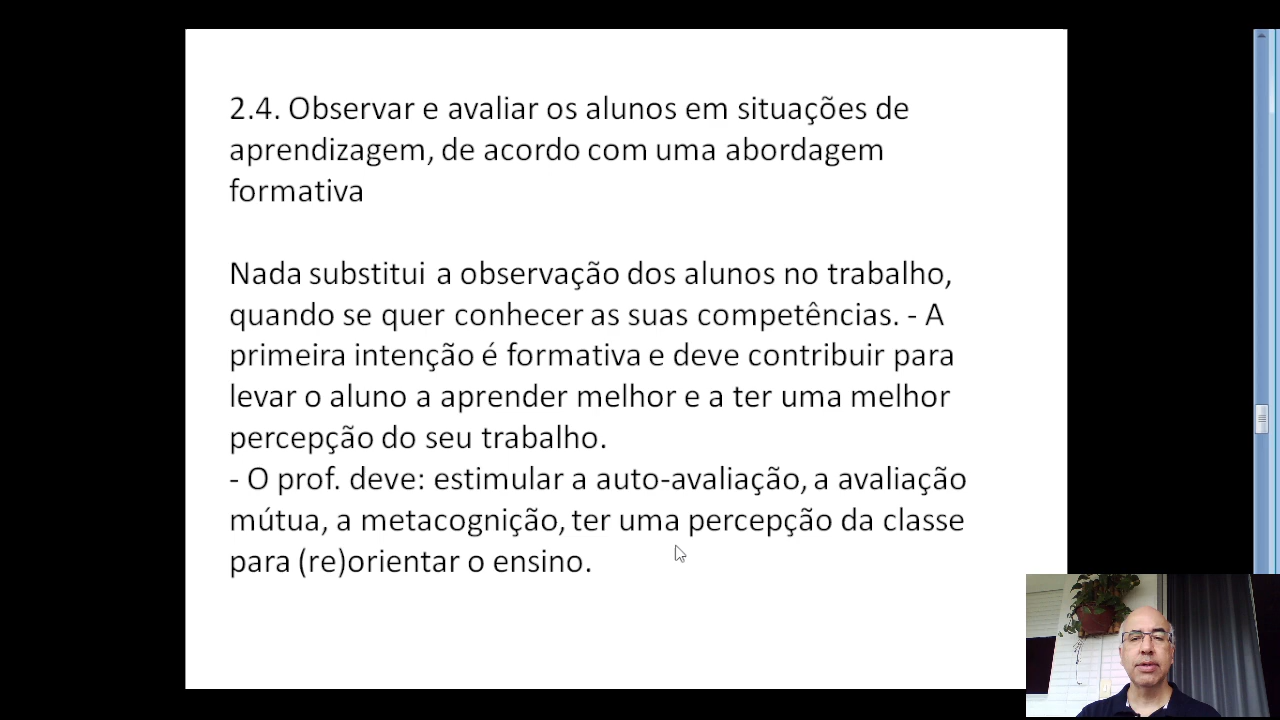 2.4. Observar e avaliar os alunos em situações de
aprendizagem, de acordo com uma abordagem
formativa
Nada substitui a observação dos alunos no trabalho,
quando se quer conhecer as suas competências. - A
primeira intenção é formativa e deve contribuir para
levar o aluno a aprender melhor e a ter uma melhor
percepção do seu trabalho.
- O prof. deve: estimular a auto-avaliação, a avaliação
mútua, a metacognição, ter uma percepção da classe
para (re)orientar o ensino.